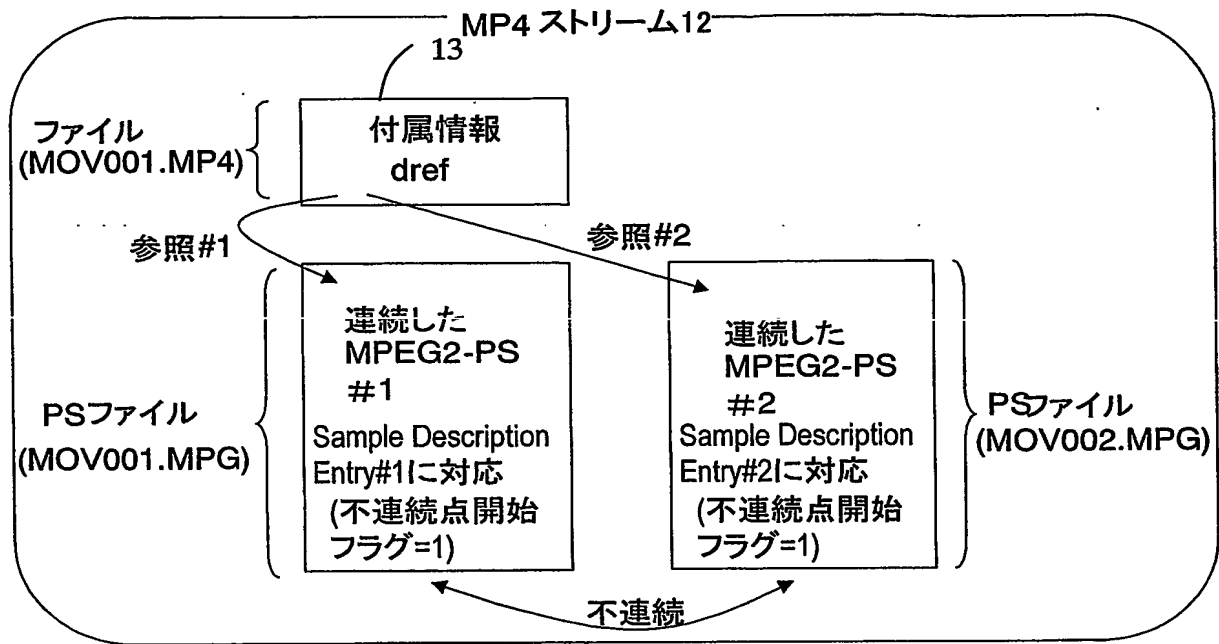 MP4 ストリーム12
13
付属情報
dref
ファイル
(MOV001.MP4)
参照#1
参照#2
連続した
MPEG2-PS
#1
Sample Description
Entry#1に対応
(不連続点開始
フラグ=1)
PSファイル
(MOV001.MPG)
連続した
MPEG2-PS
#2
Sample Description
Entry#2に対応
(不連続点開始
フラグ=1)
PSファイル
(MOV002.MPG)
不連続